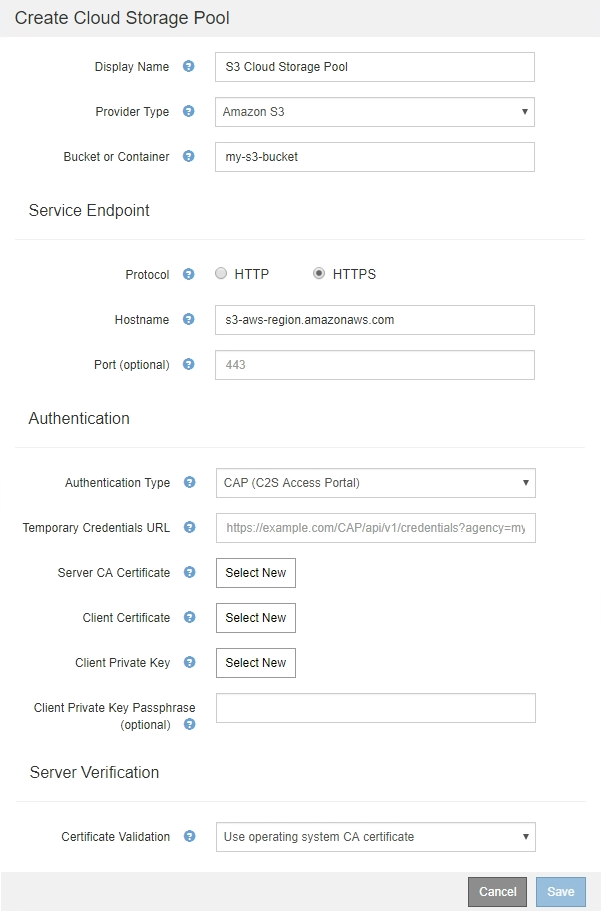 Create Cloud Storage Pool
Display Name ? S3 Cloud Storage Pool
Provider Type ? Amazon S3
Bucket or Container ? my-s3-bucket
Service Endpoint
Protocol ? HTTP HTTPS
Hostname ? s3-aws-region.amazonaws.com
Port (optional) ? 443
Authentication
Authentication Type ? CAP (C2S Access Portal)
Temporary Credentials URL ? https://example.com/CAP/api/v1/credentials?agency=my
Server CA Certificate ? Select New
Client Certificate ? Select New
Client Private Key ? Select New
Client Private Key Passphrase
(optional) ?
Server Verification
Certificate Validation ? Use operating system CA certificate
Cancel Save